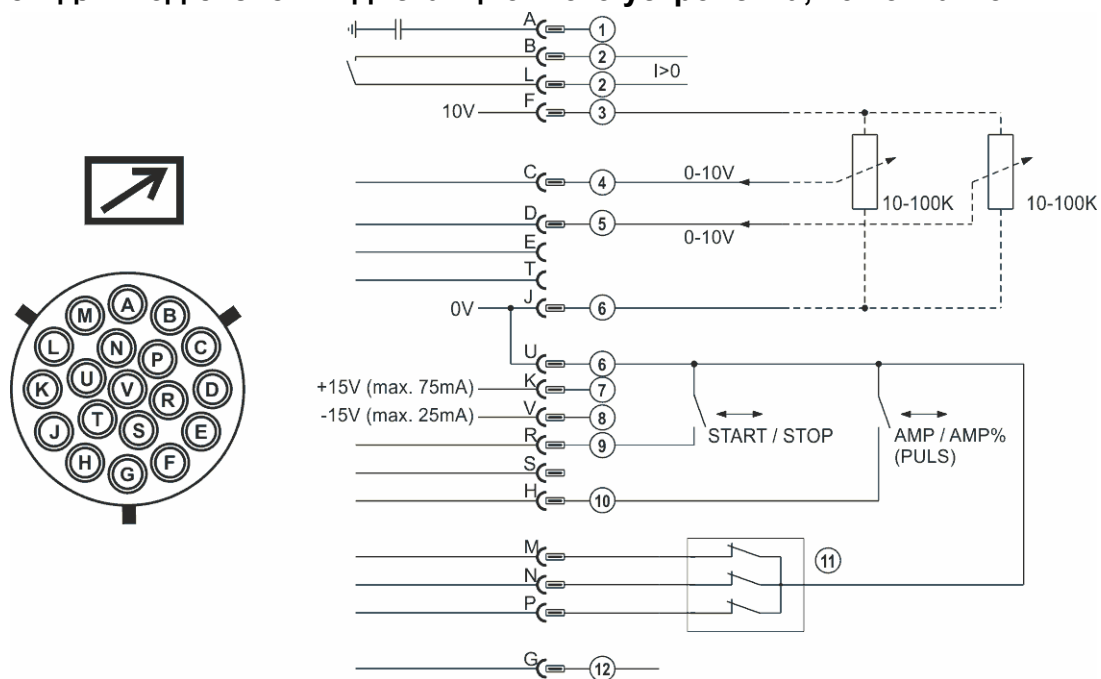 A 1
B 2
L 2
I>0
10V F 3
C 4 0-10V
10-100K 10-100K
D 5
0-10V
E
T
0V J 6
U 6
+15V (max. 75mA) K 7
-15V (max. 25mA) V 8
START / STOP AMP / AMP%
(PULS)
R 9
S
H 10
M 11
N
P
G 12
A
M B
N
L P C
U
K V R D
T
J S E
H G F